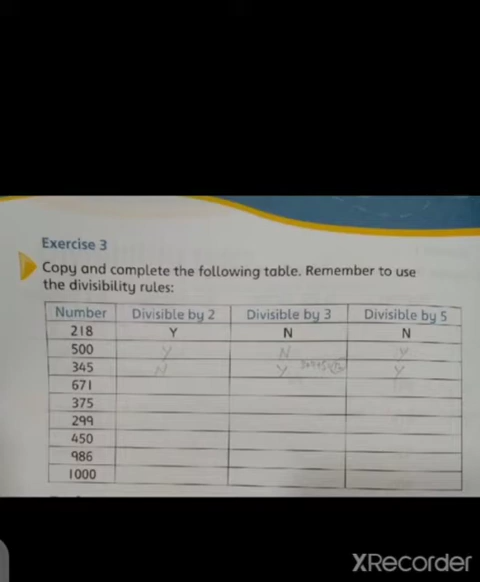 Exercise 3
Copy and complete the following table. Remember to use
the divisibility rules:
Number Divisible by 2 Divisible by 3 Divisible by 5
218 Y N N
500 Y N Y
345 N Y Y
671
375
299
450
986
1000
XRecorder